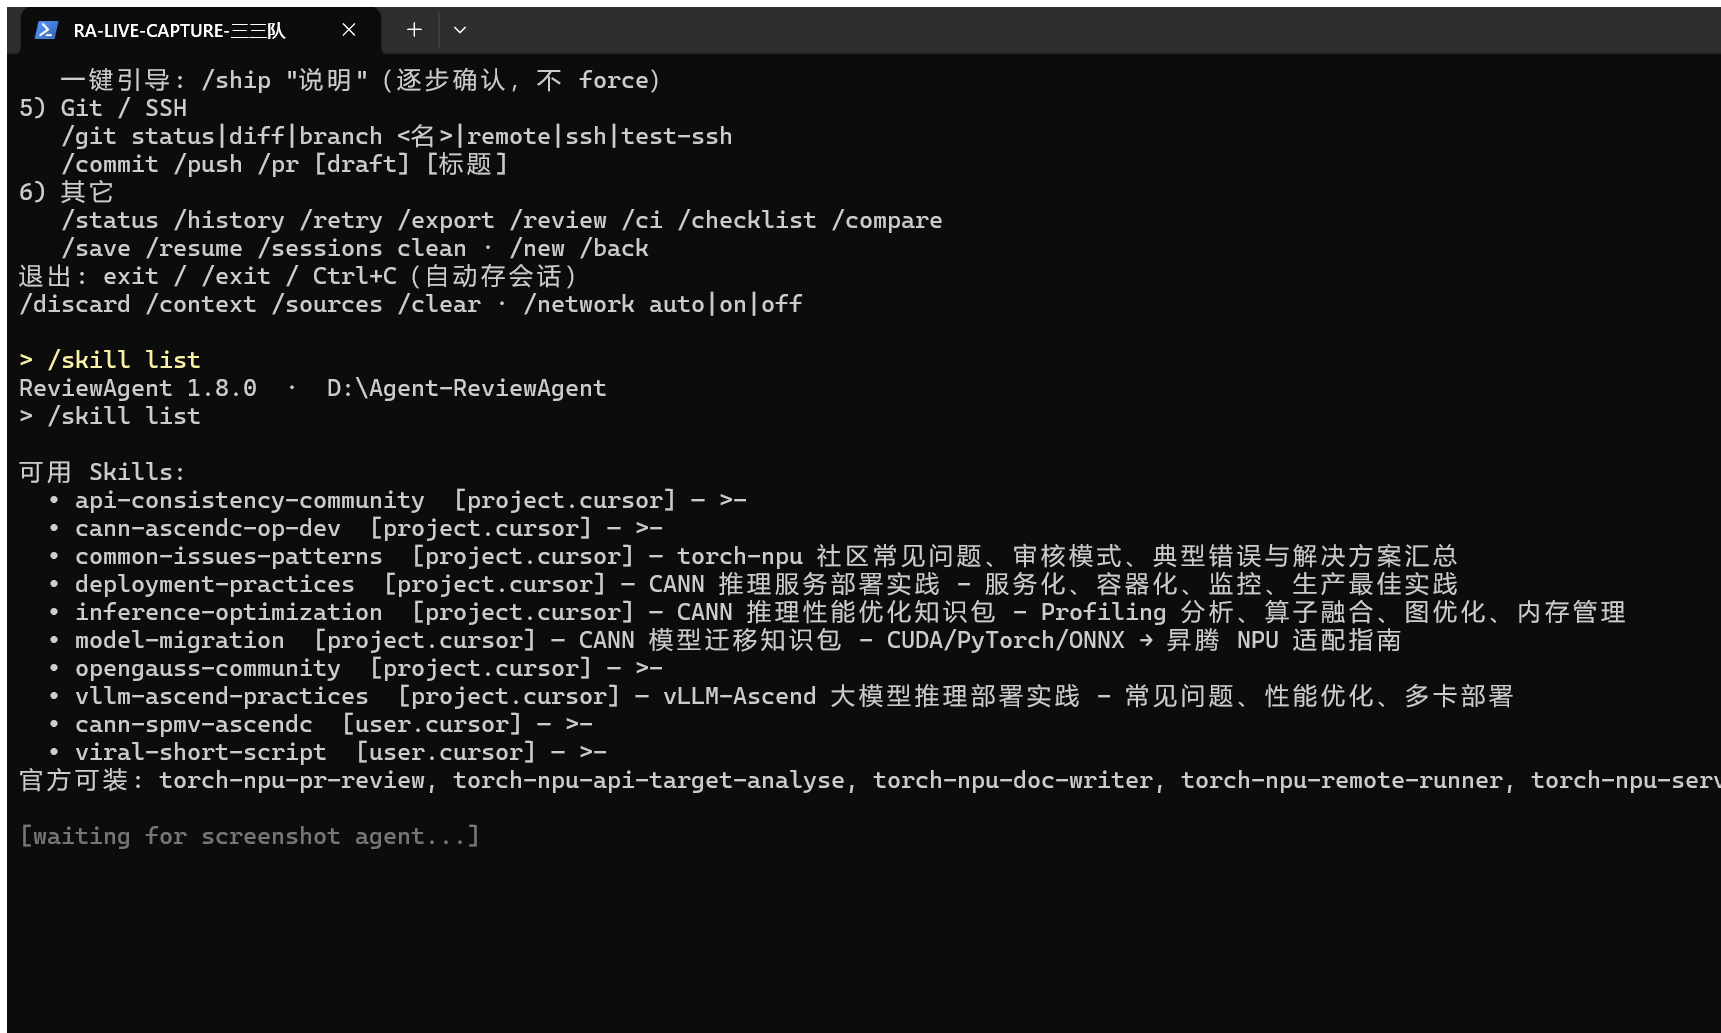 RA-LIVE-CAPTURE-三三队
一键引导: /ship "说明" (逐步确认, 不 force)
5) Git / SSH
/git status|diff|branch <名>|remote|ssh|test-ssh
/commit /push /pr [draft] [标题]
6) 其它
/status /history /retry /export /review /ci /checklist /compare
/save /resume /sessions clean · /new /back
退出: exit / /exit / Ctrl+C (自动存会话)
/discard /context /sources /clear · /network auto|on|off
> /skill list
ReviewAgent 1.8.0 · D:\Agent-ReviewAgent
> /skill list
可用 Skills:
• api-consistency-community [project.cursor] — >-
• cann-ascendc-op-dev [project.cursor] — >-
• common-issues-patterns [project.cursor] — torch-npu 社区常见问题、审核模式、典型错误与解决方案汇总
• deployment-practices [project.cursor] — CANN 推理服务部署实践 - 服务化、容器化、监控、生产最佳实践
• inference-optimization [project.cursor] — CANN 推理性能优化知识包 - Profiling 分析、算子融合、图优化、内存管理
• model-migration [project.cursor] — CANN 模型迁移知识包 - CUDA/PyTorch/ONNX → 昇腾 NPU 适配指南
• opengauss-community [project.cursor] — >-
• vllm-ascend-practices [project.cursor] — vLLM-Ascend 大模型推理部署实践 - 常见问题、性能优化、多卡部署
• cann-spmv-ascendc [user.cursor] — >-
• viral-short-script [user.cursor] — >-
官方可装: torch-npu-pr-review, torch-npu-api-target-analyse, torch-npu-doc-writer, torch-npu-remote-runner, torch-npu-serv
[waiting for screenshot agent...]